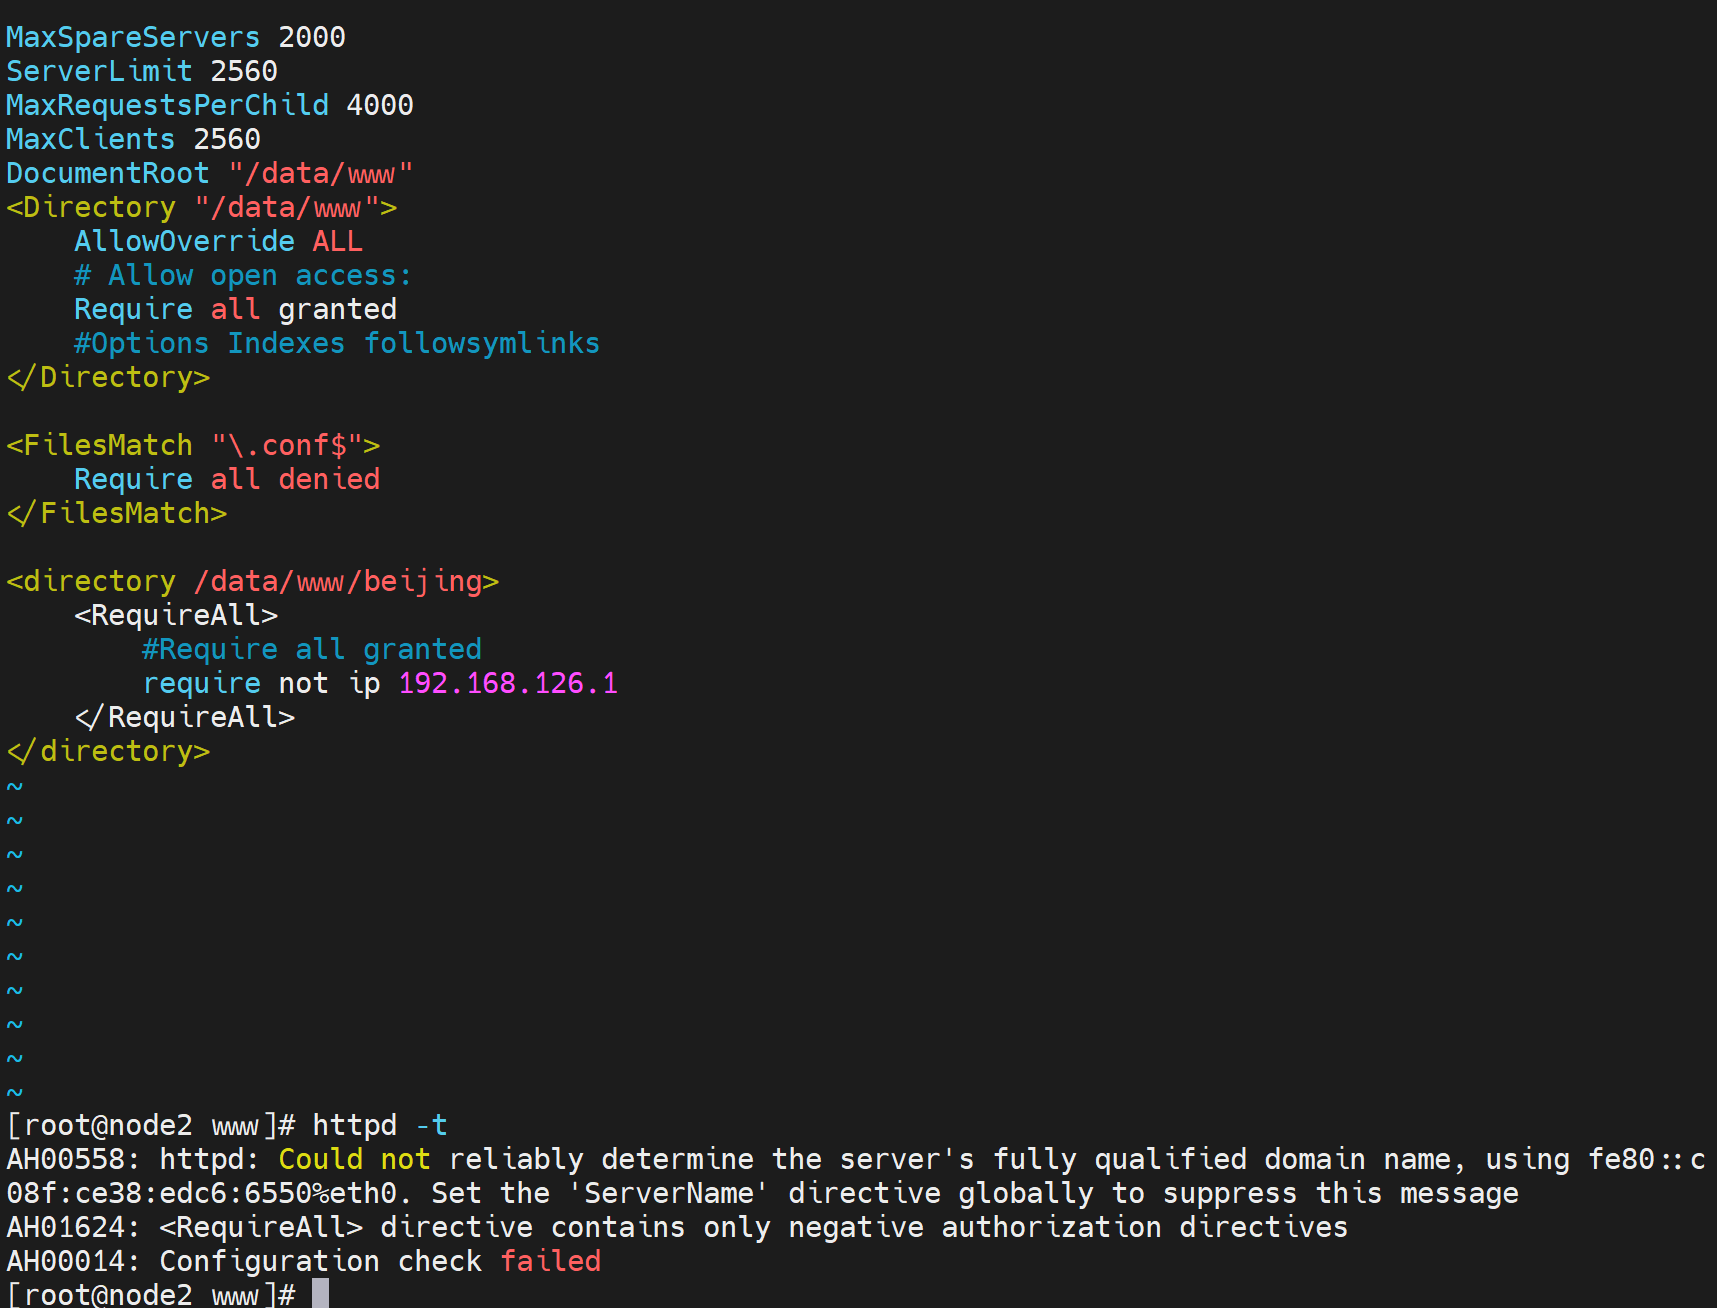 MaxSpareServers 2000
ServerLimit 2560
MaxRequestsPerChild 4000
MaxClients 2560
DocumentRoot "/data/www"
<Directory "/data/www">
    AllowOverride ALL
    # Allow open access:
    Require all granted
    #Options Indexes followsymlinks
</Directory>

<FilesMatch "\.conf$">
    Require all denied
</FilesMatch>

<directory /data/www/beijing>
    <RequireAll>
        #Require all granted
        require not ip 192.168.126.1
    </RequireAll>
</directory>
~
~
~
~
~
~
~
~
~
~
[root@node2 www]# httpd -t
AH00558: httpd: Could not reliably determine the server's fully qualified domain name, using fe80::c
08f:ce38:edc6:6550%eth0. Set the 'ServerName' directive globally to suppress this message
AH01624: <RequireAll> directive contains only negative authorization directives
AH00014: Configuration check failed
[root@node2 www]#